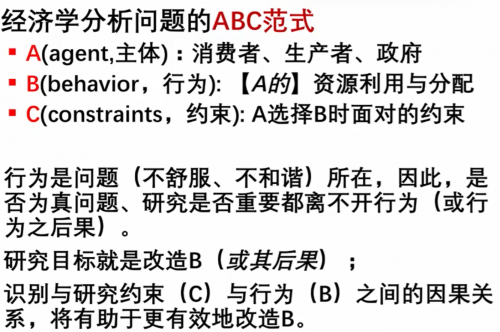 经济学分析问题的ABC范式
▪ A(agent,主体)：消费者、生产者、政府
▪ B(behavior，行为): 【A的】资源利用与分配
▪ C(constraints，约束): A选择B时面对的约束
行为是问题（不舒服、不和谐）所在，因此，是
否为真问题、研究是否重要都离不开行为（或行
为之后果）。
研究目标就是改造B（或其后果）；
识别与研究约束（C）与行为（B）之间的因果关
系，将有助于更有效地改造B。